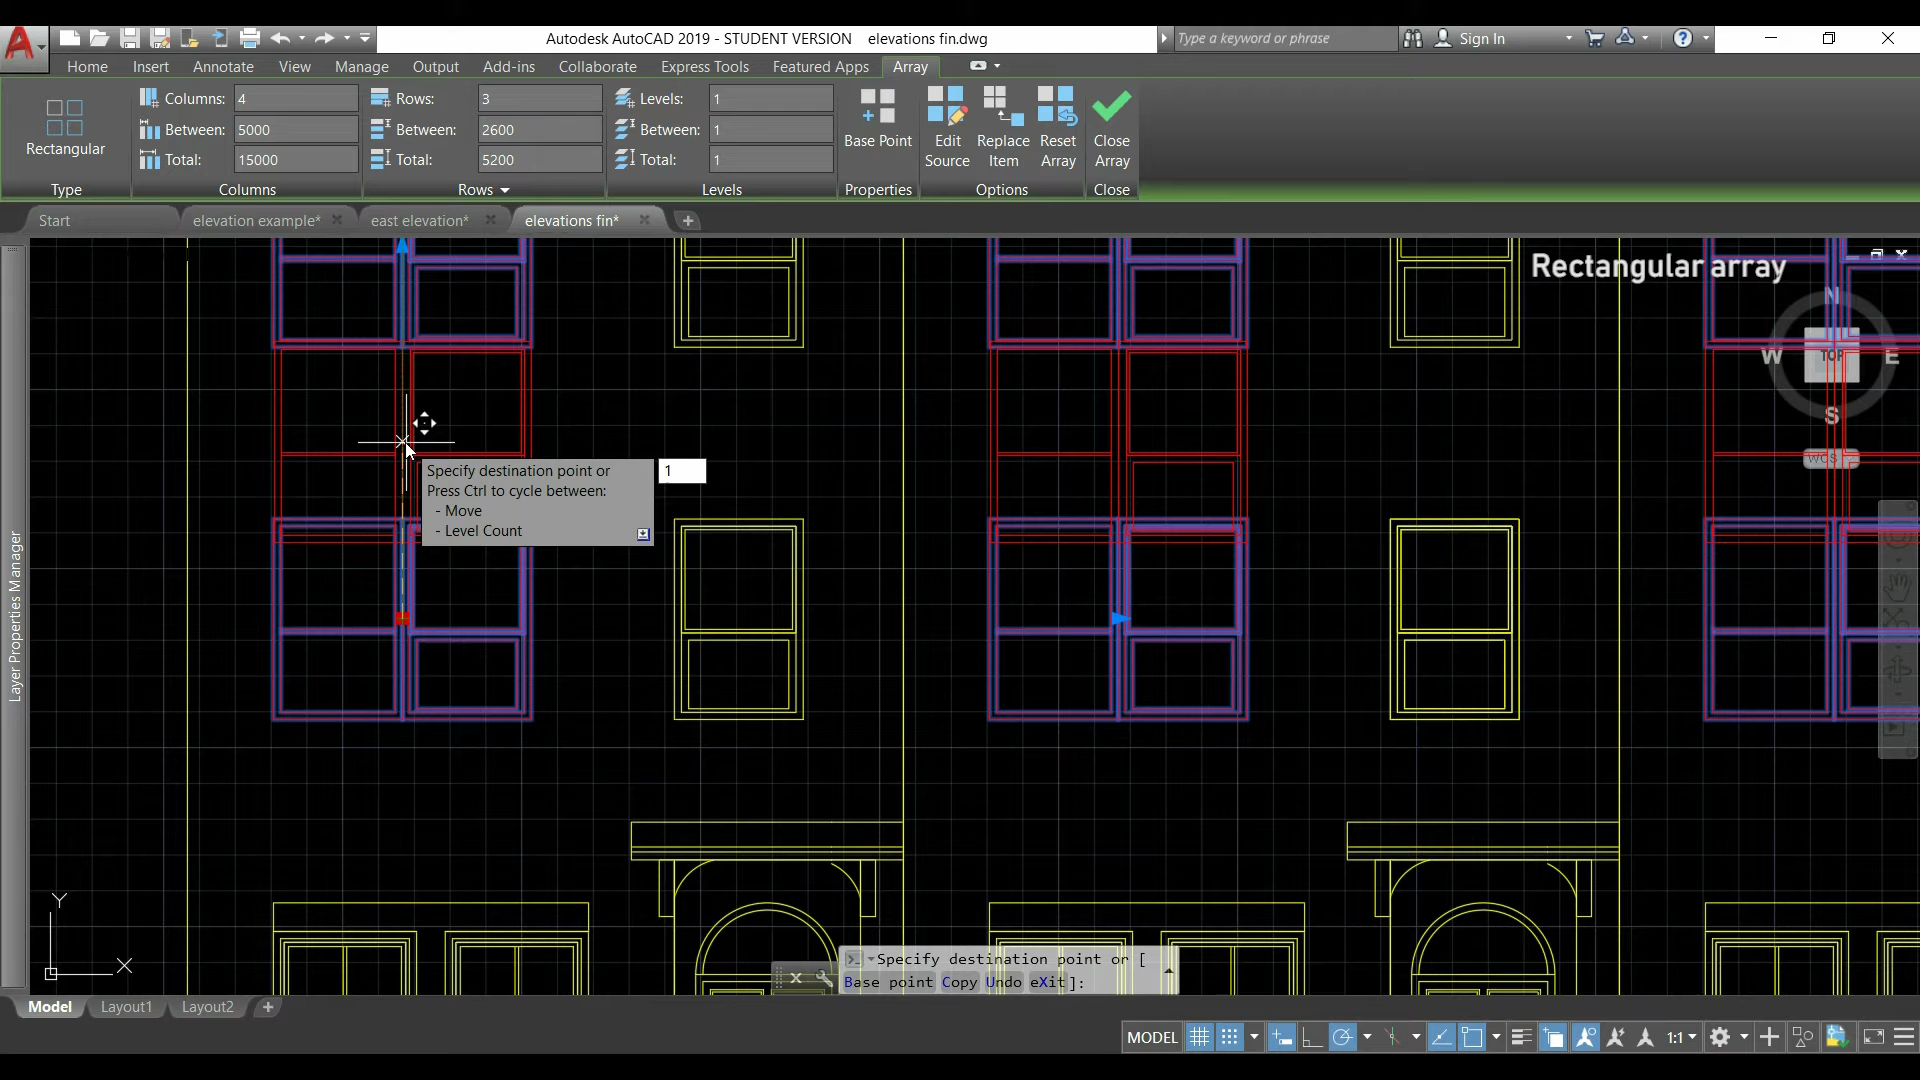 Autodesk AutoCAD 2019 - STUDENT VERSION elevations fin.dwg
Type a keyword or phrase
Sign In
Home Insert Annotate View Manage Output Add-ins Collaborate Express Tools Featured Apps Array
Columns: 4 Rows: 3 Levels: 1
Between: 5000 Between: 2600 Between: 1
Total: 15000 Total: 5200 Total: 1
Rectangular
Base Point
Edit Source
Replace Item
Reset Array
Close Array
Type Columns Rows Levels Properties Options Close
Start elevation example* east elevation* elevations fin*
Rectangular array
N
W TOP E
S
WCS
Specify destination point or 1
Press Ctrl to cycle between:
- Move
- Level Count
Layer Properties Manager
Y
X
Specify destination point or [
Base point Copy Undo eXit]:
Model Layout1 Layout2
MODEL 1:1